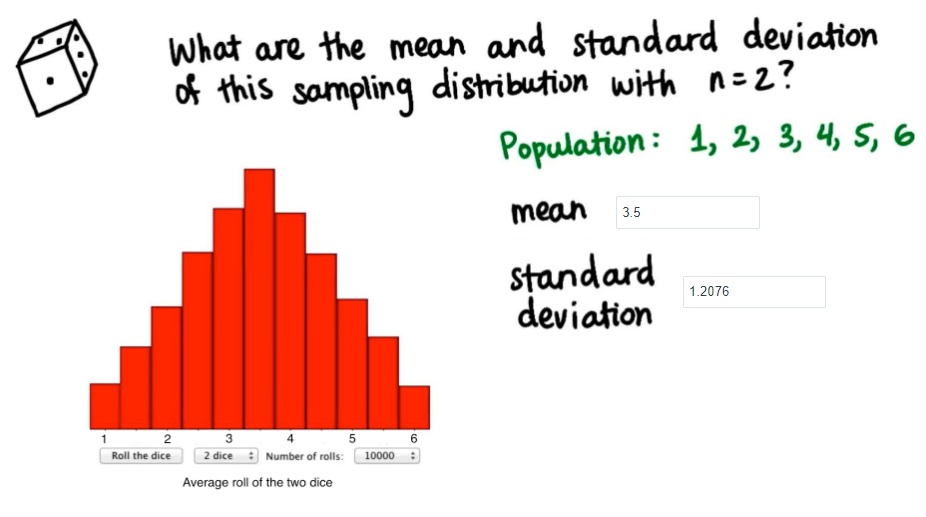 What are the mean and standard deviation
of this sampling distribution with n=2?
Population: 1, 2, 3, 4, 5, 6
mean 3.5
standard
deviation 1.2076
1 2 3 4 5 6
Roll the dice 2 dice Number of rolls: 10000
Average roll of the two dice